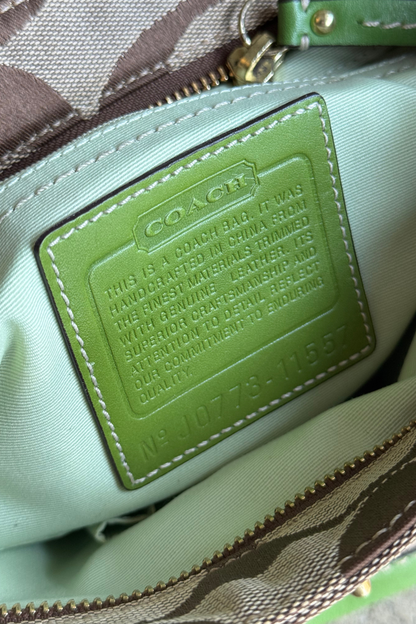 COACH
THIS IS A COACH BAG. IT WAS
HANDCRAFTED IN CHINA FROM
THE FINEST MATERIALS TRIMMED
WITH GENUINE LEATHER. ITS
SUPERIOR CRAFTSMANSHIP AND
ATTENTION TO DETAIL REFLECT
OUR COMMITMENT TO ENDURING
QUALITY.
Nº J0773-11557